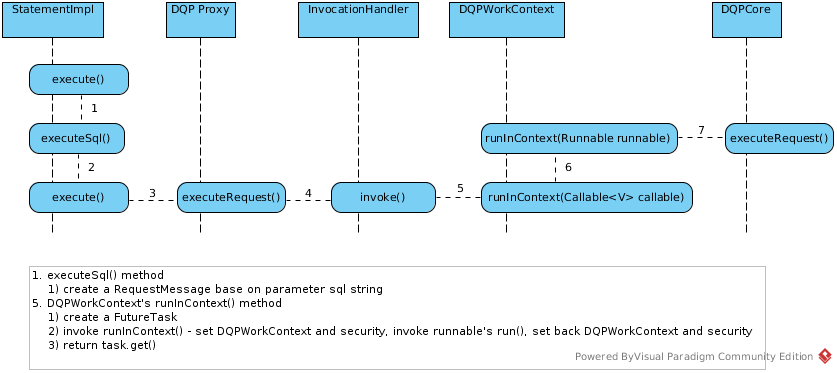 StatementImpl
DQP Proxy
InvocationHandler
DQPWorkContext
DQPCore
execute()
1
executeSql()
runInContext(Runnable runnable)
7
executeRequest()
2
6
execute()
3
executeRequest()
4
invoke()
5
runInContext(Callable<V> callable)
1. executeSql() method
1) create a RequestMessage base on parameter sql string
5. DQPWorkContext's runInContext() method
1) create a FutureTask
2) invoke runInContext() - set DQPWorkContext and security, invoke runnable's run(), set back DQPWorkContext and security
3) return task.get()
Powered ByVisual Paradigm Community Edition